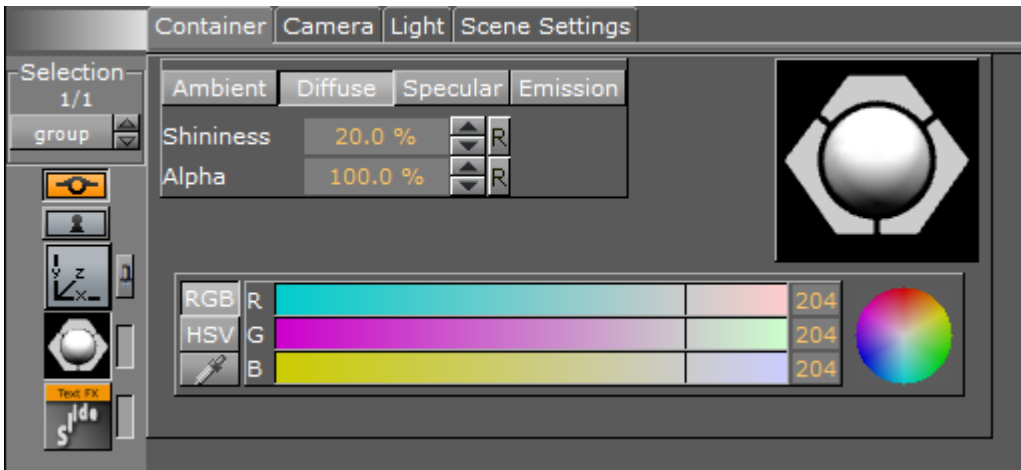 Container Camera Light Scene Settings
Selection
1/1
group
Ambient Diffuse Specular Emission
Shininess 20.0 % R
Alpha 100.0 % R
y z
x
RGB R 204
HSV G 204
B 204
Text FX
Slide